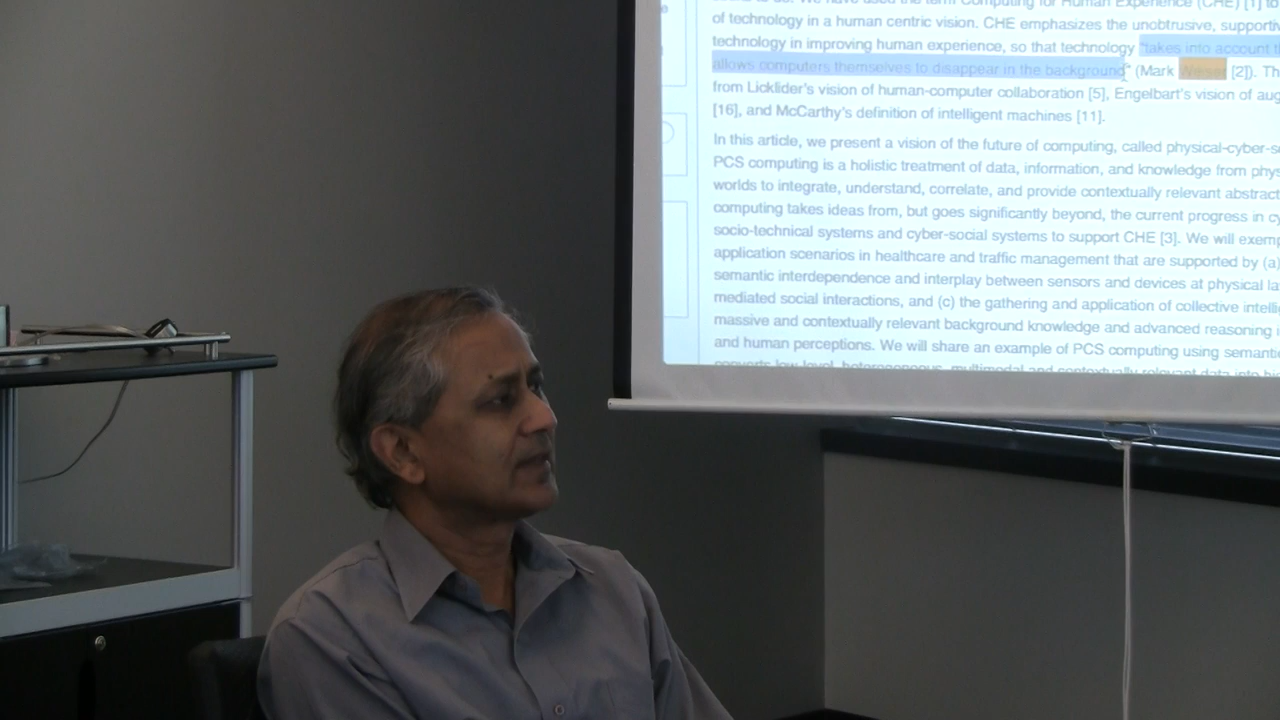 of technology in a human centric vision. CHE emphasizes the unobtrusive, supportiv
technology in improving human experience, so that technology "takes into account t
allows computers themselves to disappear in the background" (Mark Weiser [2]). Th
from Licklider's vision of human-computer collaboration [5], Engelbart's vision of aug
[16], and McCarthy's definition of intelligent machines [11].
In this article, we present a vision of the future of computing, called physical-cyber-s
PCS computing is a holistic treatment of data, information, and knowledge from phys
worlds to integrate, understand, correlate, and provide contextually relevant abstract
computing takes ideas from, but goes significantly beyond, the current progress in cy
socio-technical systems and cyber-social systems to support CHE [3]. We will exemp
application scenarios in healthcare and traffic management that are supported by (a)
semantic interdependence and interplay between sensors and devices at physical la
mediated social interactions, and (c) the gathering and application of collective intelli
massive and contextually relevant background knowledge and advanced reasoning i
and human perceptions. We will share an example of PCS computing using semanti